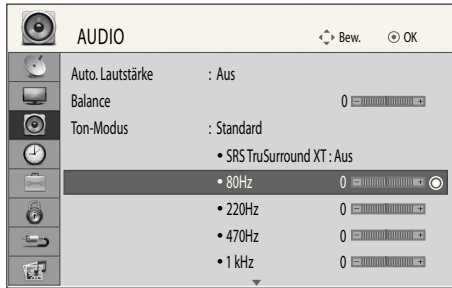 AUDIO Bew. OK
Auto. Lautstärke : Aus
Balance 0 - +
Ton-Modus : Standard
• SRS TruSurround XT : Aus
• 80Hz 0 - +
• 220Hz 0 - +
• 470Hz 0 - +
• 1 kHz 0 - +